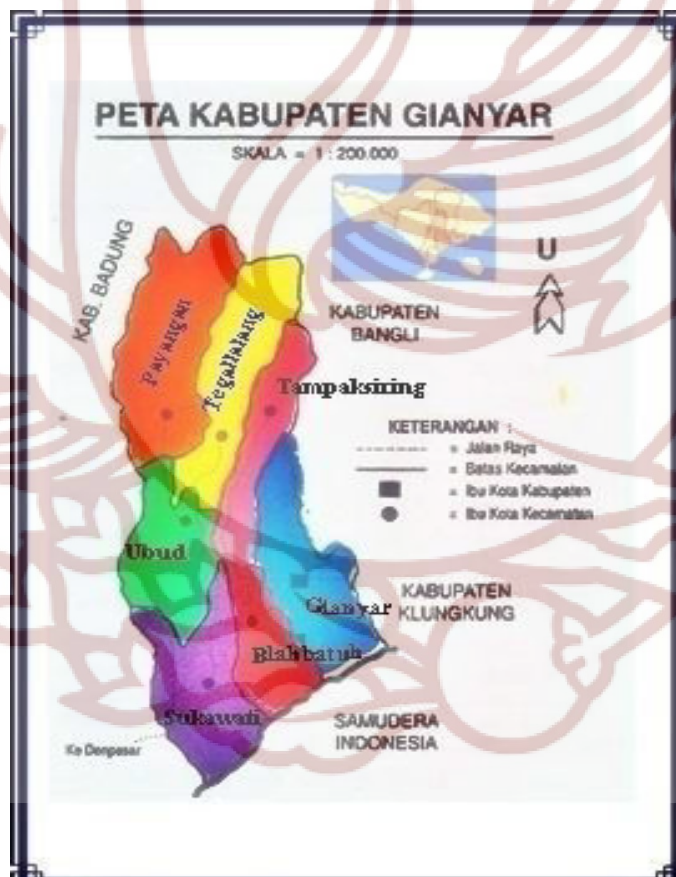 PETA KABUPATEN GIANYAR
SKALA = 1 : 200.000
KAB. BADUNG
U
KABUPATEN
BANGLI
Payangan
Tegallalang
Tampaksiring
KETERANGAN :
= Jalan Raya
= Batas Kecamatan
= Ibu Kota Kabupaten
= Ibu Kota Kecamatan
Ubud
Gianyar
KABUPATEN
KLUNGKUNG
Blahbatuh
Sukawati
SAMUDERA
INDONESIA
Ke Denpasar